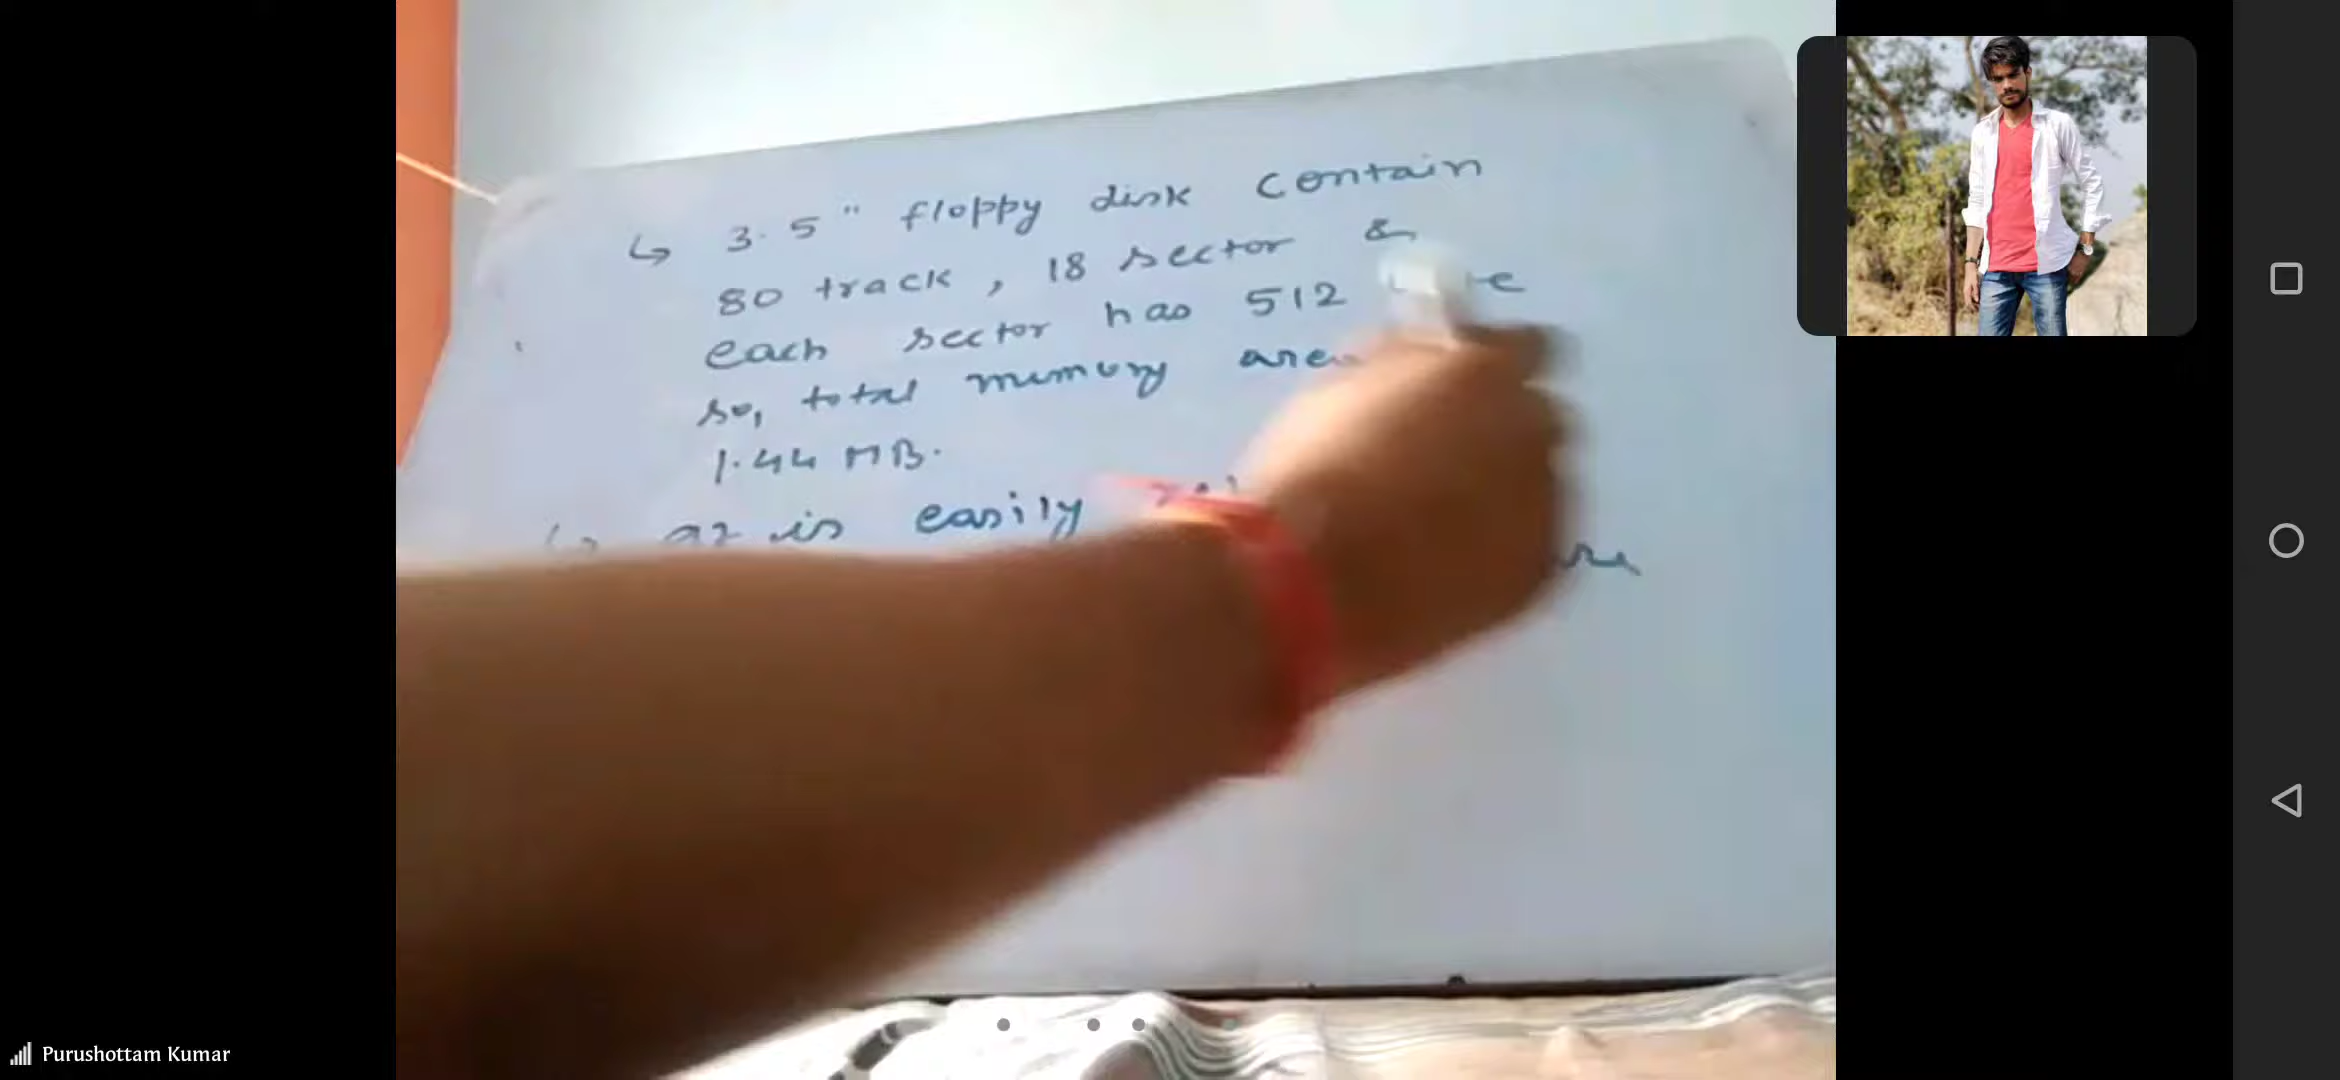 ↳ 3.5" floppy disk contain
80 track, 18 sector &
each sector has 512
so, total memory area
1.44 MB.
↳ is easily
Purushottam Kumar